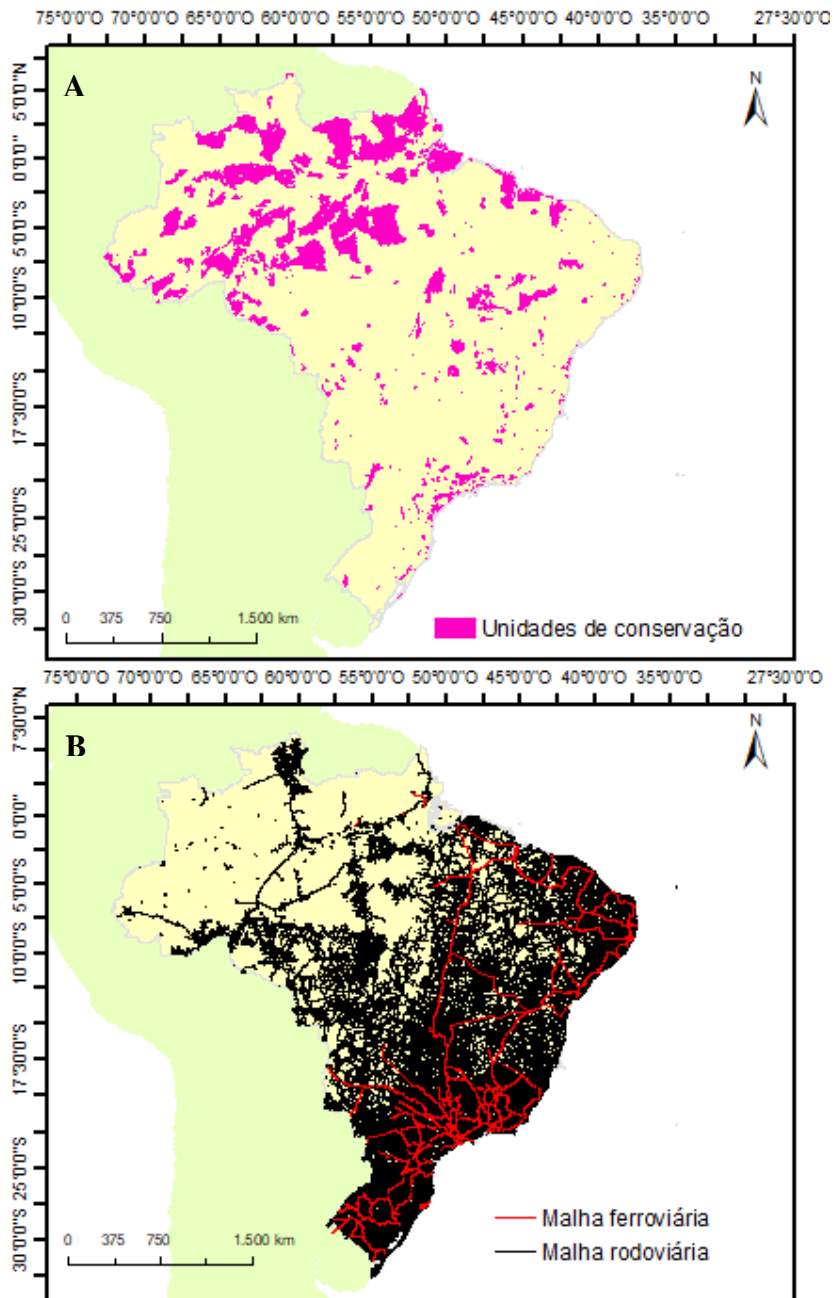 75°0'0"O 70°0'0"O 65°0'0"O 60°0'0"O 55°0'0"O 50°0'0"O 45°0'0"O 40°0'0"O 35°0'0"O 27°30'0"O
A
N
5°0'0"N
0°0'0"
5°0'0"S
10°0'0"S
17°30'0"S
25°0'0"S
30°0'0"S
0 375 750 1.500 km
Unidades de conservação
75°0'0"O 70°0'0"O 65°0'0"O 60°0'0"O 55°0'0"O 50°0'0"O 45°0'0"O 40°0'0"O 35°0'0"O 27°30'0"O
B
N
7°30'0"N
0°0'0"
5°0'0"S
10°0'0"S
17°30'0"S
25°0'0"S
30°0'0"S
Malha ferroviária
0 375 750 1.500 km
Malha rodoviária